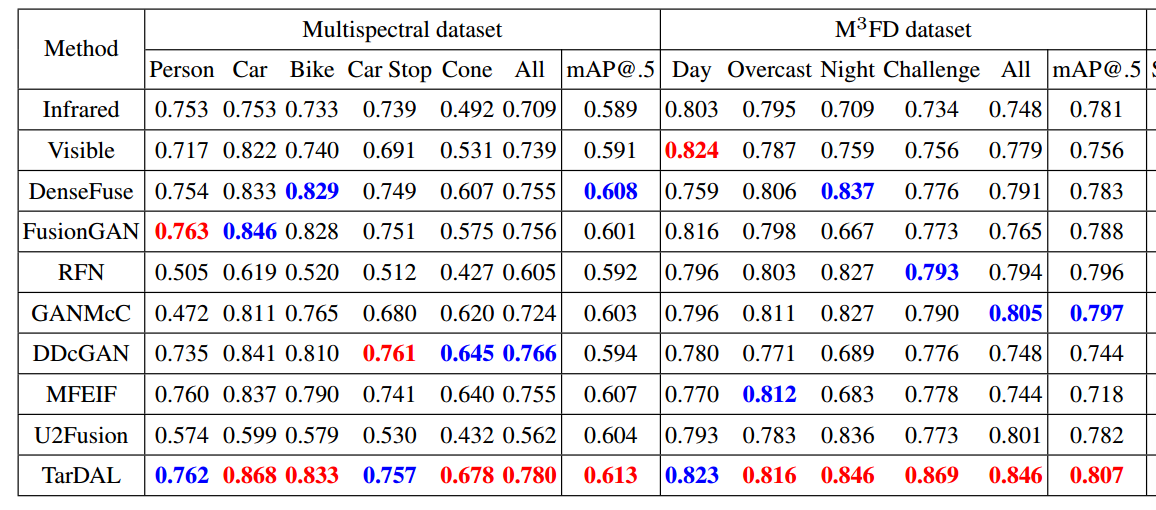 Method Multispectral dataset M³FD dataset
Person Car Bike Car Stop Cone All mAP@.5 Day Overcast Night Challenge All mAP@.5
Infrared 0.753 0.753 0.733 0.739 0.492 0.709 0.589 0.803 0.795 0.709 0.734 0.748 0.781
Visible 0.717 0.822 0.740 0.691 0.531 0.739 0.591 0.824 0.787 0.759 0.756 0.779 0.756
DenseFuse 0.754 0.833 0.829 0.749 0.607 0.755 0.608 0.759 0.806 0.837 0.776 0.791 0.783
FusionGAN 0.763 0.846 0.828 0.751 0.575 0.756 0.601 0.816 0.798 0.667 0.773 0.765 0.788
RFN 0.505 0.619 0.520 0.512 0.427 0.605 0.592 0.796 0.803 0.827 0.793 0.794 0.796
GANMcC 0.472 0.811 0.765 0.680 0.620 0.724 0.603 0.796 0.811 0.827 0.790 0.805 0.797
DDcGAN 0.735 0.841 0.810 0.761 0.645 0.766 0.594 0.780 0.771 0.689 0.776 0.748 0.744
MFEIF 0.760 0.837 0.790 0.741 0.640 0.755 0.607 0.770 0.812 0.683 0.778 0.744 0.718
U2Fusion 0.574 0.599 0.579 0.530 0.432 0.562 0.604 0.793 0.783 0.836 0.773 0.801 0.782
TarDAL 0.762 0.868 0.833 0.757 0.678 0.780 0.613 0.823 0.816 0.846 0.869 0.846 0.807